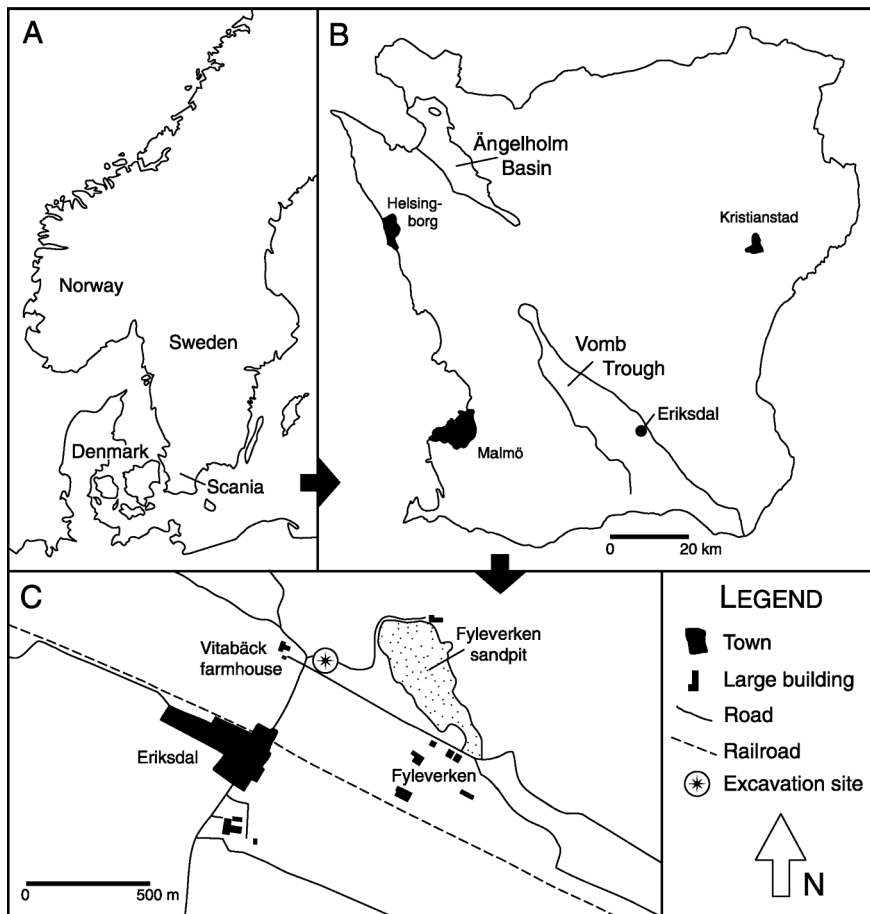 A
Norway
Sweden
Denmark
Scania
B
Ängelholm
Basin
Helsing-
borg
Kristianstad
Vomb
Trough
Eriksdal
Malmö
0 20 km
C
Vitabäck
farmhouse
Fyleverken
sandpit
Eriksdal
Fyleverken
0 500 m
LEGEND
Town
Large building
Road
Railroad
Excavation site
N